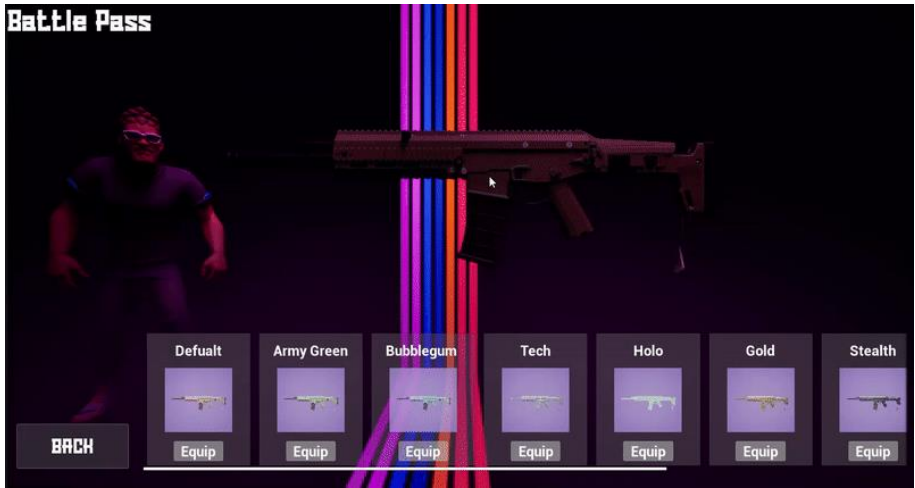 Battle Pass
Defualt Army Green Bubblegum Tech Holo Gold Stealth
Equip Equip Equip Equip Equip Equip Equip
BACK